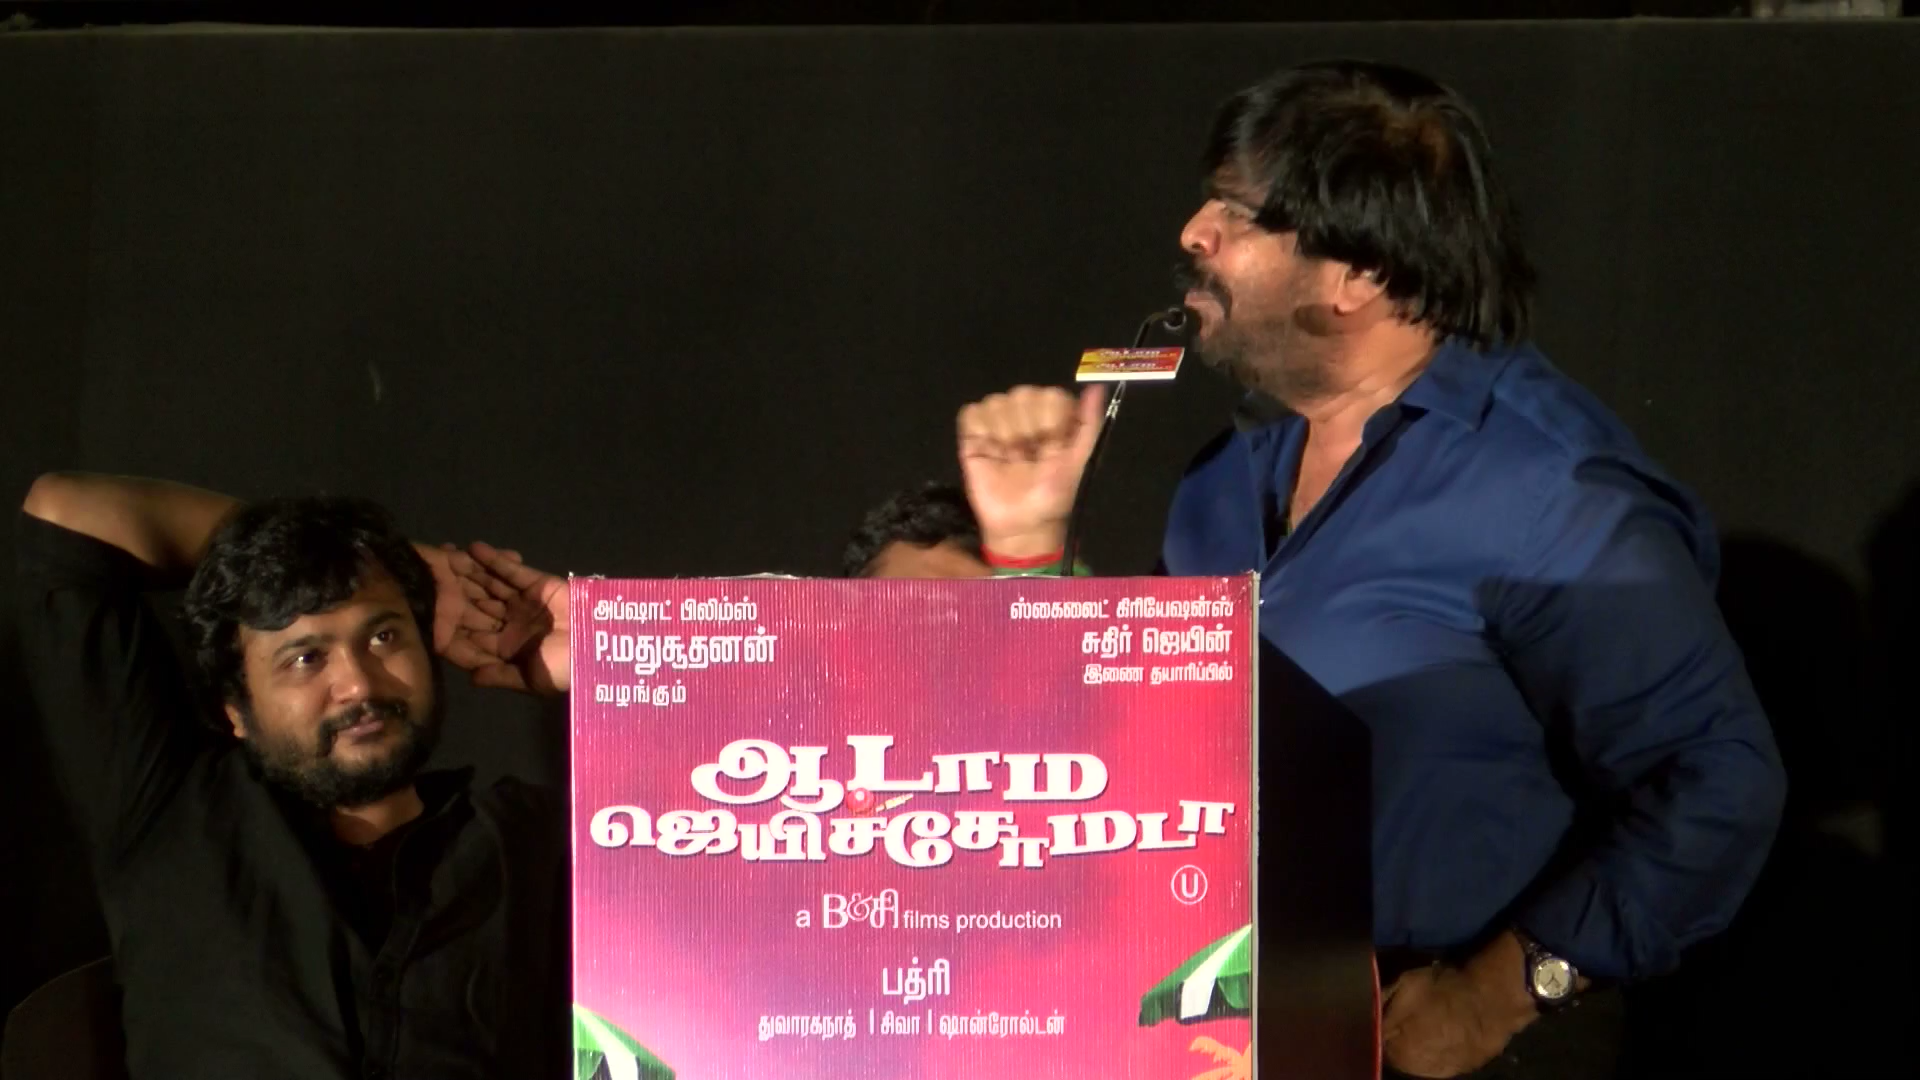 அப்ஷாட் பிலிம்ஸ்
P.மதுசூதனன்
வழங்கும்
ஸ்கைலைட் கிரியேஷன்ஸ்
சுதிர் ஜெயின்
இணை தயாரிப்பில்
ஆடாம
ஜெயிச்சோமடா
U
a B&சி films production
பத்ரி
துவாரகநாத் | சிவா | ஷான்ரோல்டன்